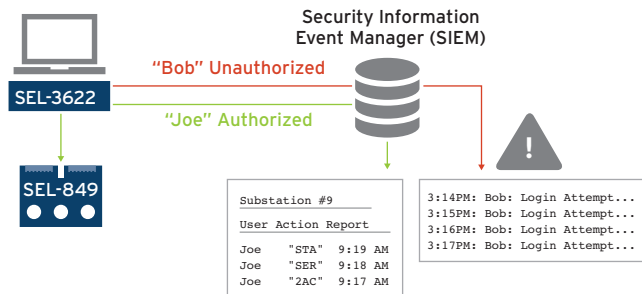 Security Information
Event Manager (SIEM)
"Bob" Unauthorized
SEL-3622
"Joe" Authorized
SEL-849
!
Substation #9
User Action Report
Joe "STA" 9:19 AM
Joe "SER" 9:18 AM
Joe "2AC" 9:17 AM
3:14PM: Bob: Login Attempt...
3:15PM: Bob: Login Attempt...
3:16PM: Bob: Login Attempt...
3:17PM: Bob: Login Attempt...